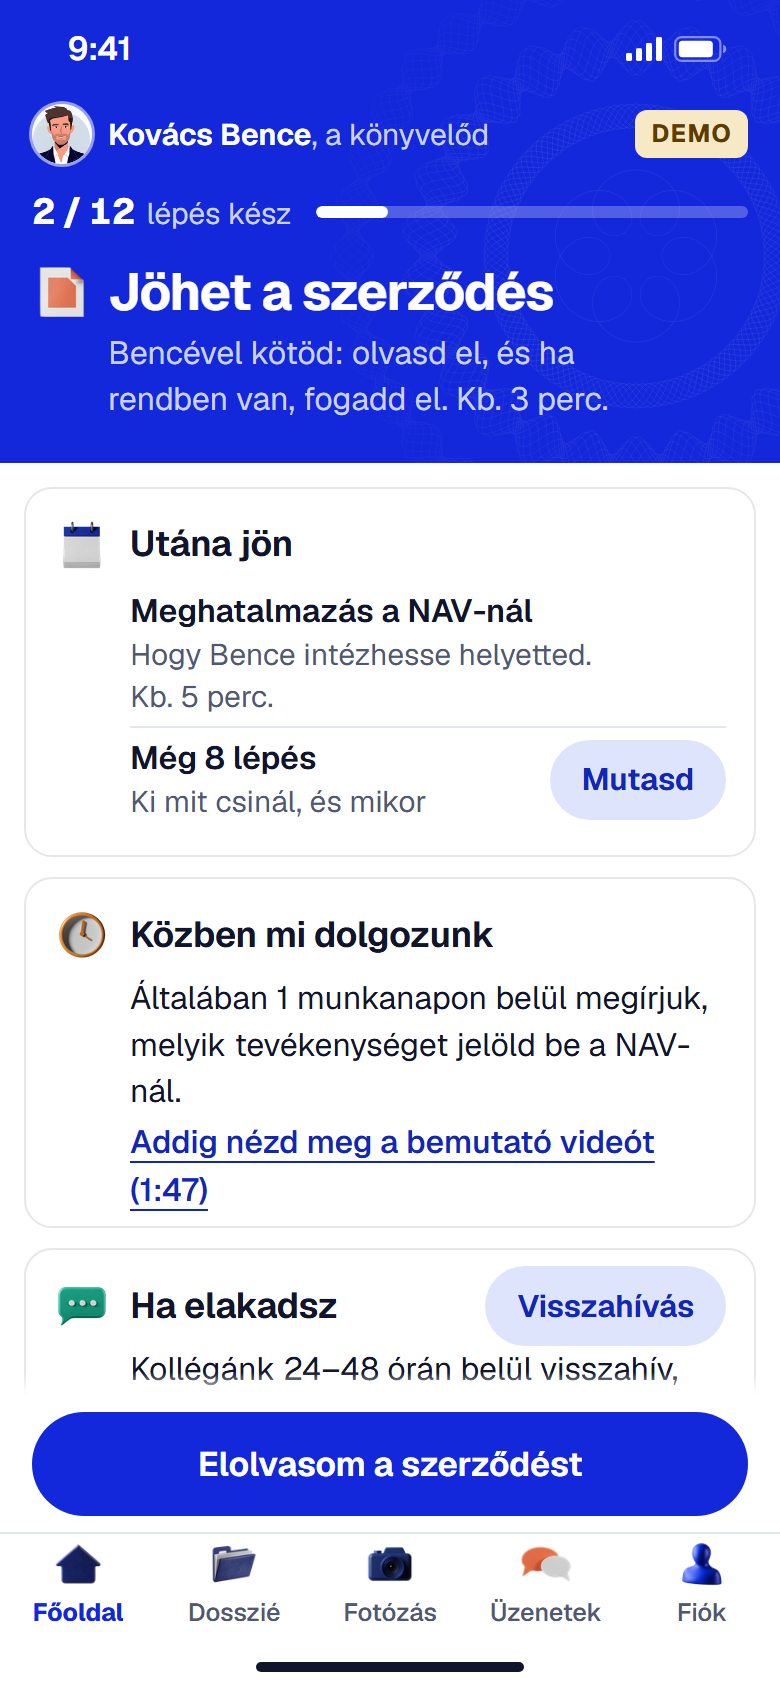 9:41
Kovács Bence, a könyvelőd
DEMO
2 / 12 lépés kész
Jöhet a szerződés
Bencével kötöd: olvasd el, és ha
rendben van, fogadd el. Kb. 3 perc.
Utána jön
Meghatalmazás a NAV-nál
Hogy Bence intézhesse helyetted.
Kb. 5 perc.
Még 8 lépés
Ki mit csinál, és mikor
Mutasd
Közben mi dolgozunk
Általában 1 munkanapon belül megírjuk,
melyik tevékenységet jelöld be a NAV-
nál.
Addig nézd meg a bemutató videót
(1:47)
Ha elakadsz
Visszahívás
Kollégánk 24–48 órán belül visszahív,
Elolvasom a szerződést
Főoldal
Dosszié
Fotózás
Üzenetek
Fiók